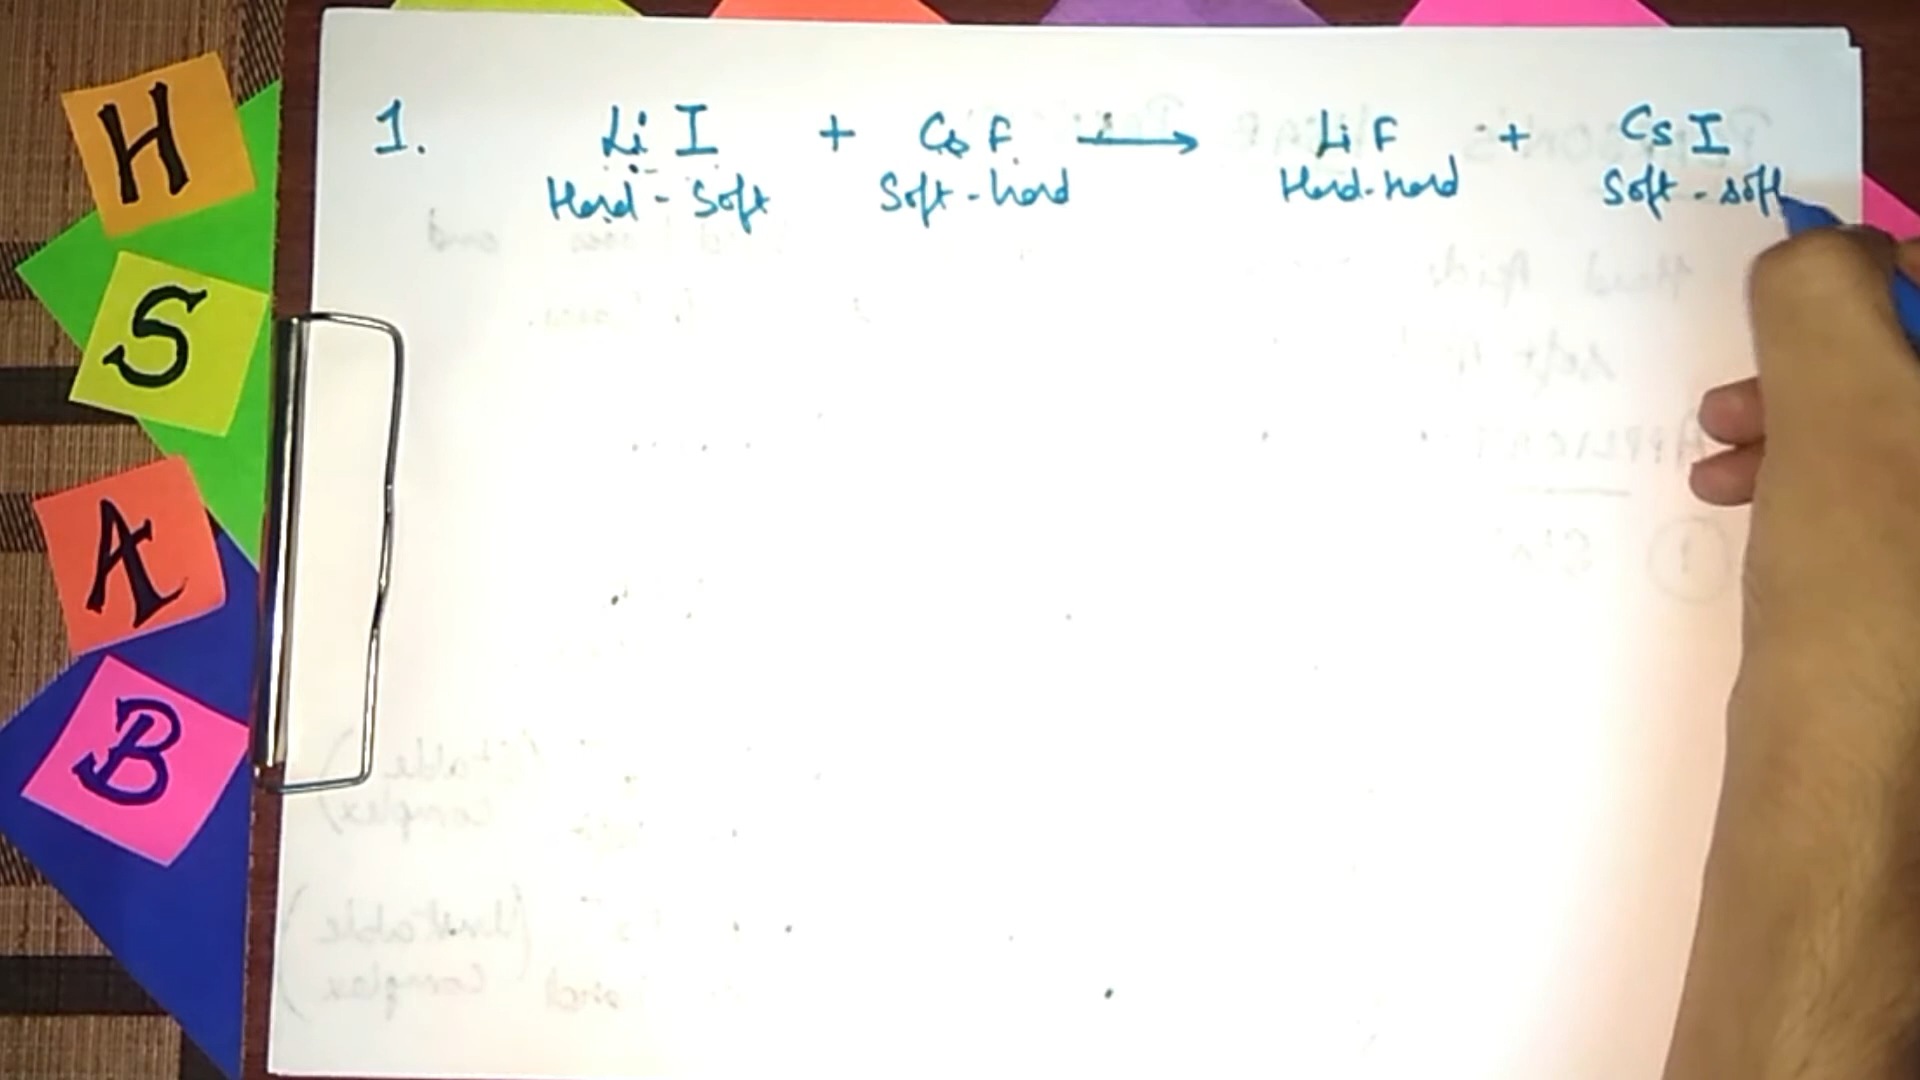 H
S
A
B
1. LiI + CsF → LiF + CsI
Hard - Soft Soft - hard Hard - hard Soft - soft